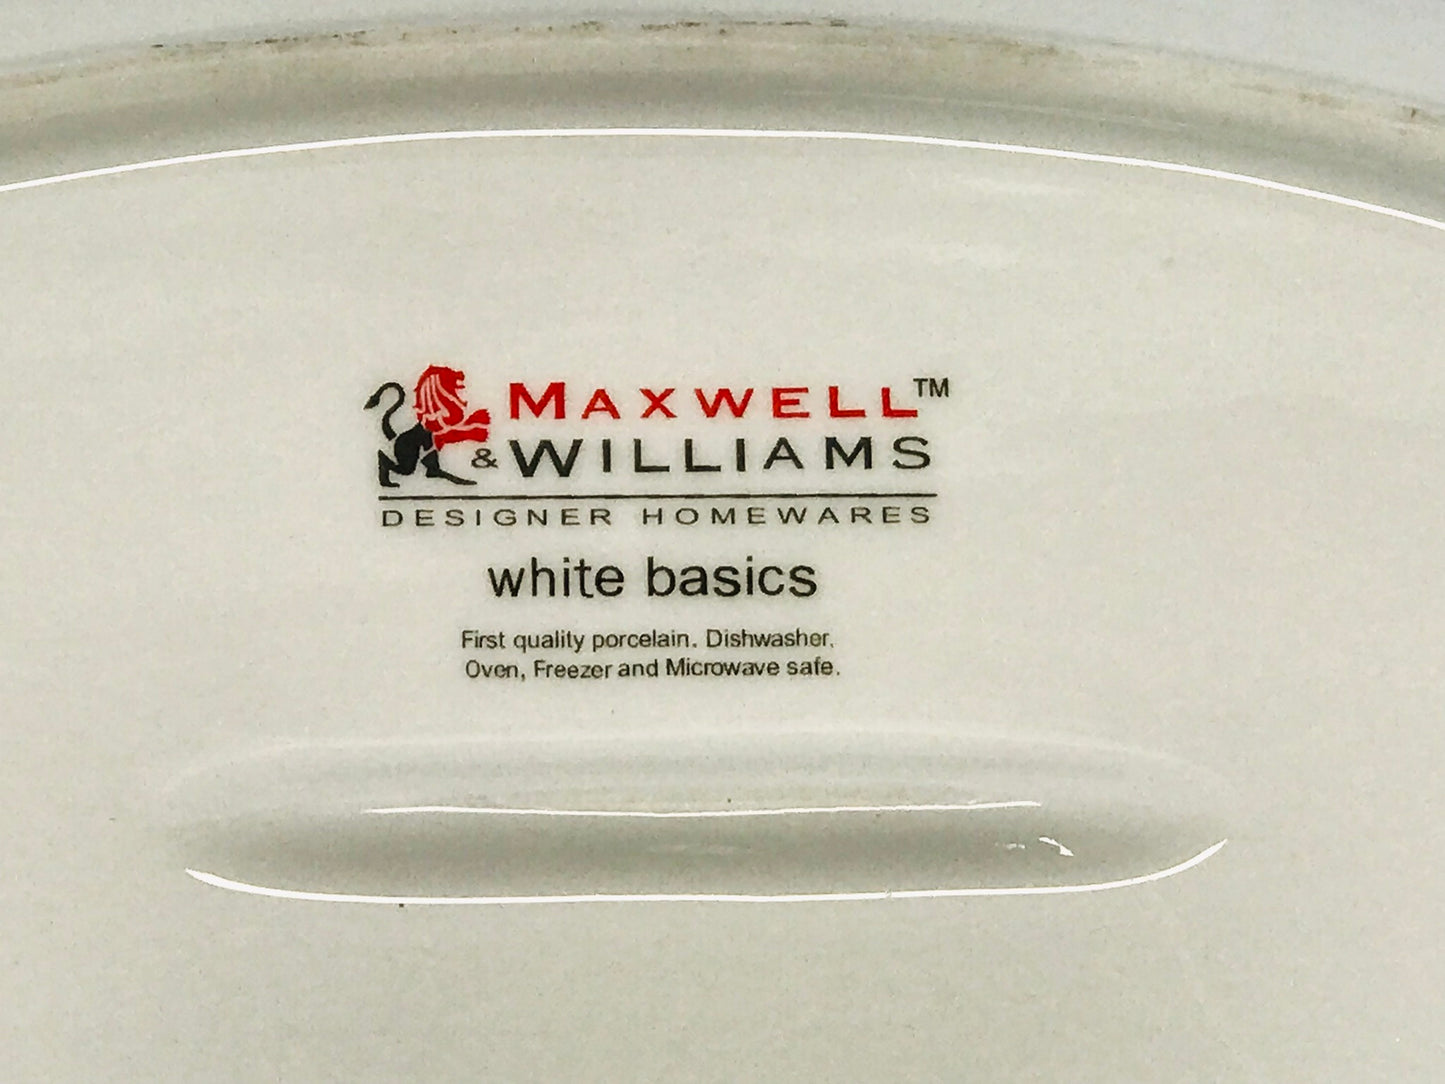 MAXWELL™
& WILLIAMS
DESIGNER HOMEWARES
white basics
First quality porcelain. Dishwasher.
Oven, Freezer and Microwave safe.